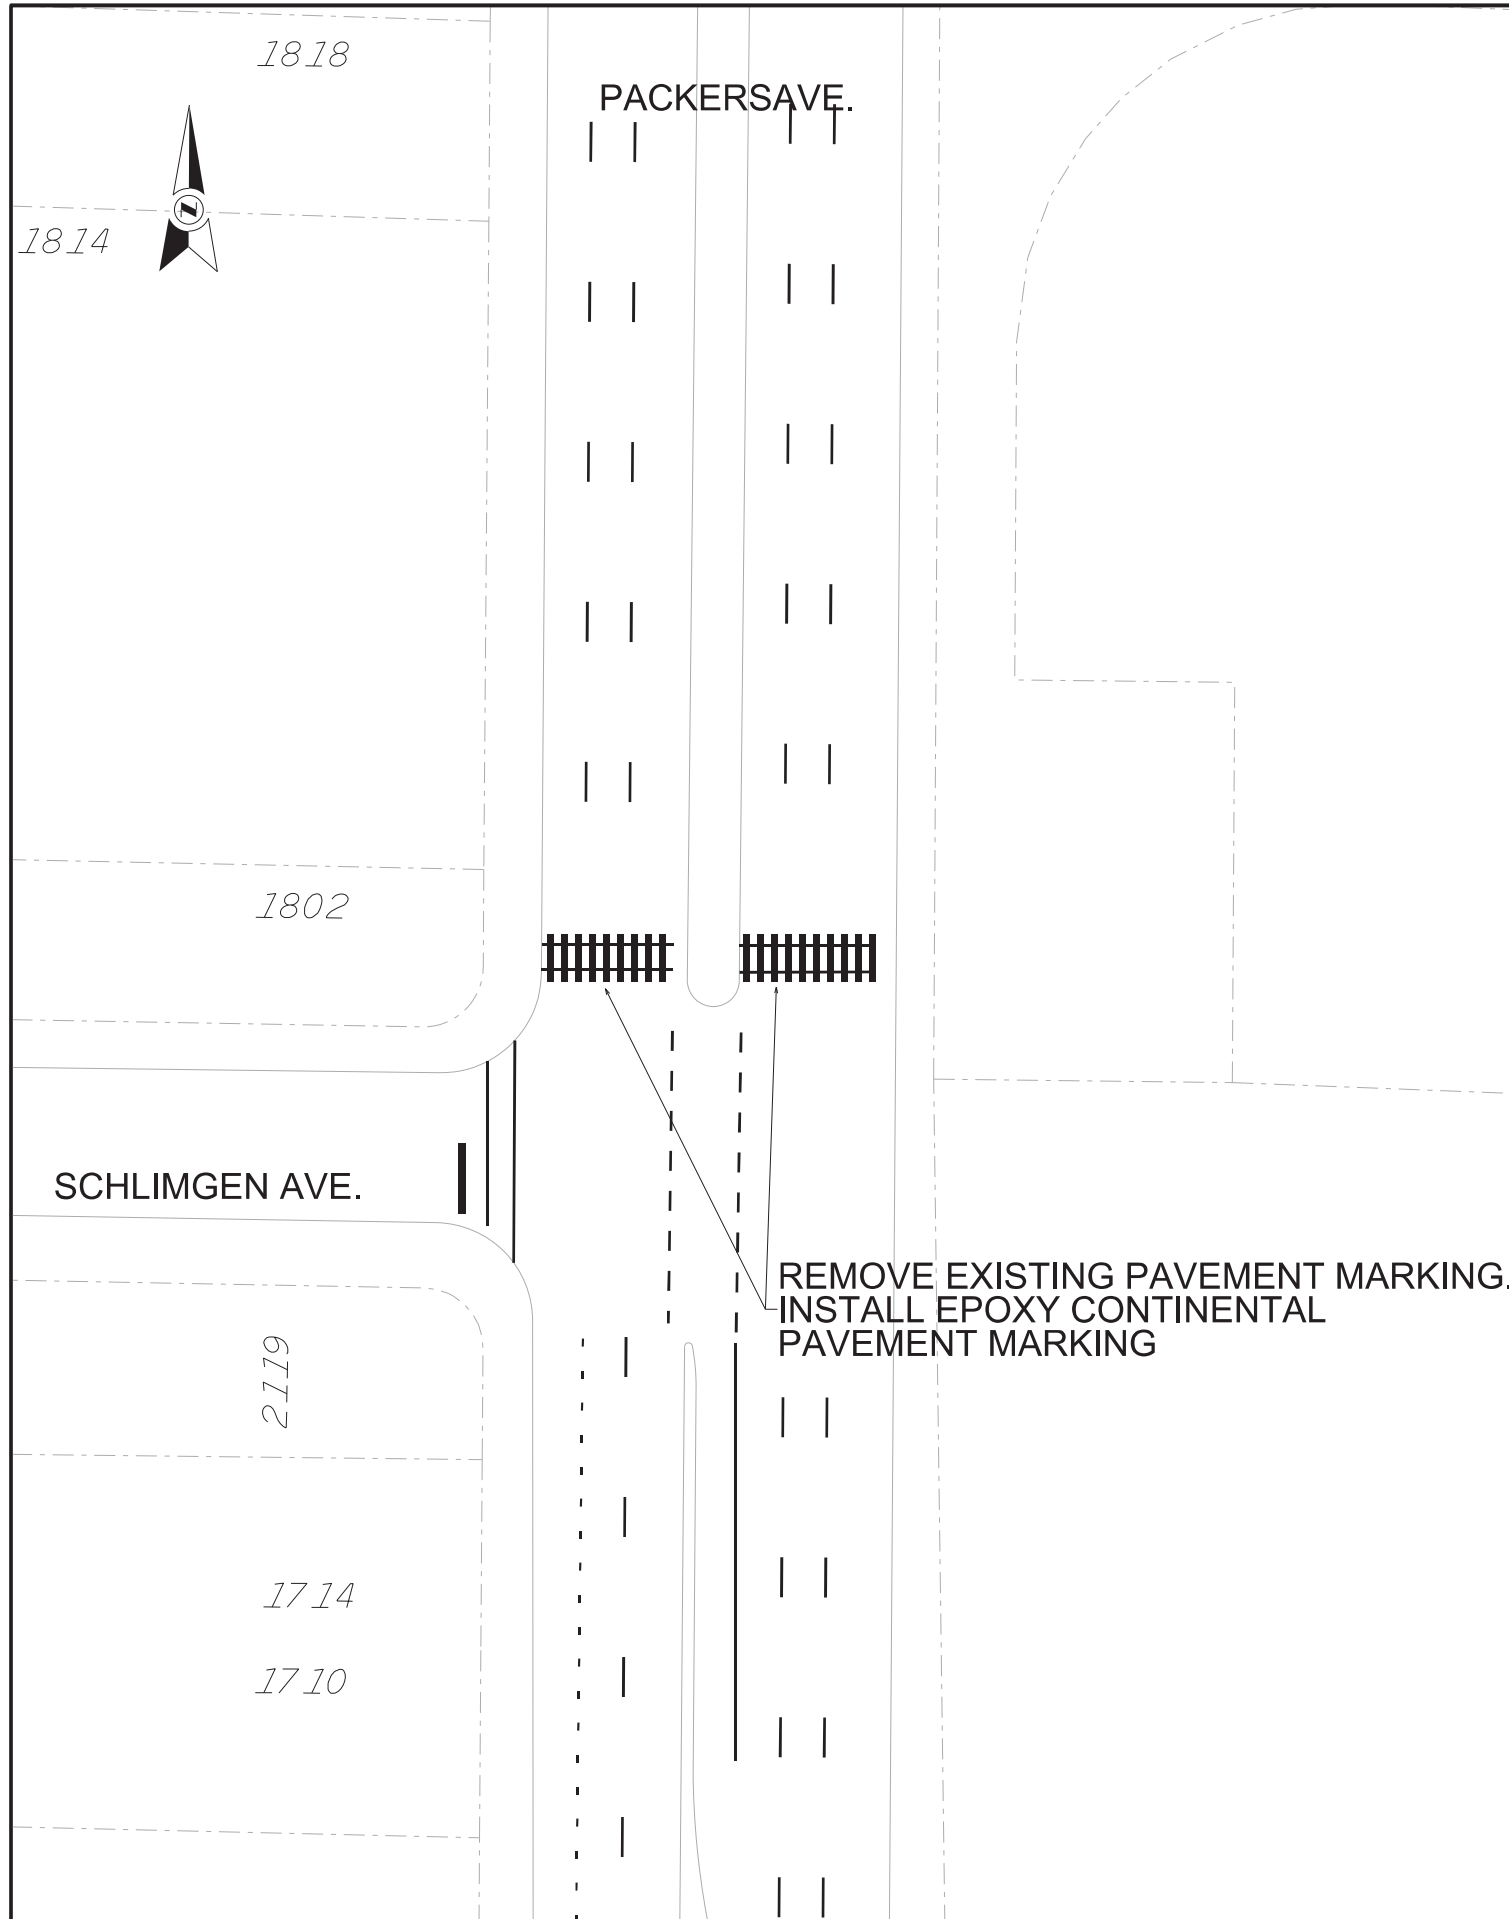 1818
PACKERSAVE.
N
1814
1802
SCHLIMGEN AVE.
REMOVE EXISTING PAVEMENT MARKING.
INSTALL EPOXY CONTINENTAL
PAVEMENT MARKING
2119
1714
1710